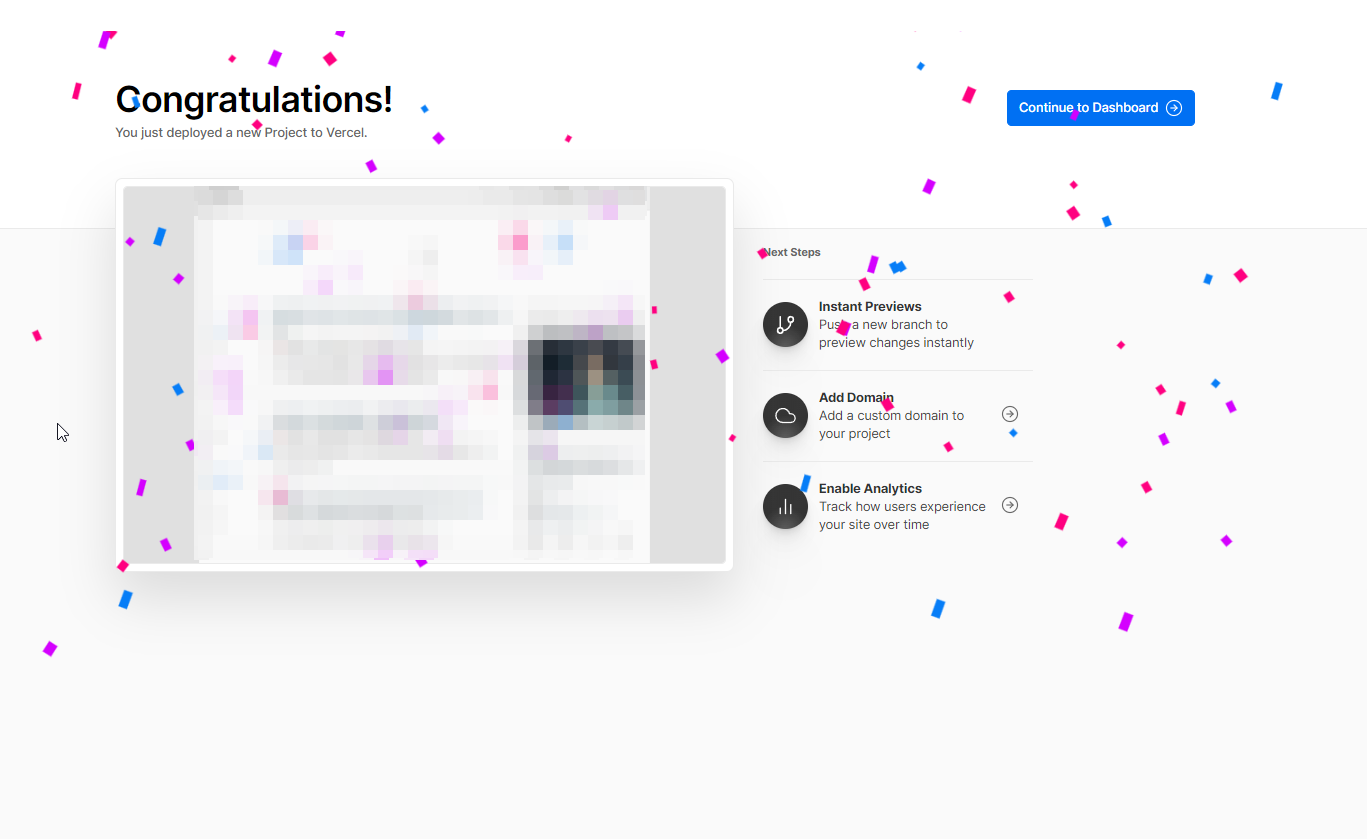 Congratulations!
You just deployed a new Project to Vercel.
Continue to Dashboard
Next Steps
Instant Previews
Push a new branch to
preview changes instantly
Add Domain
Add a custom domain to
your project
Enable Analytics
Track how users experience
your site over time